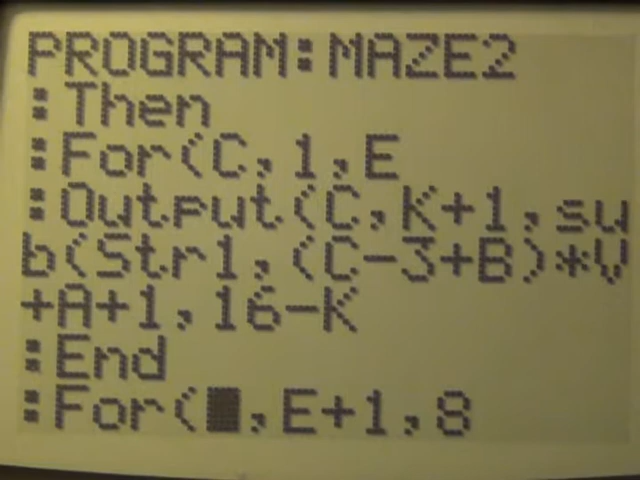 PROGRAM:MAZE2
:Then
:For(C,1,E
:Output(C,K+1,su
b(Str1,(C-3+B)*V
+A+1,16-K
:End
:For(█,E+1,8